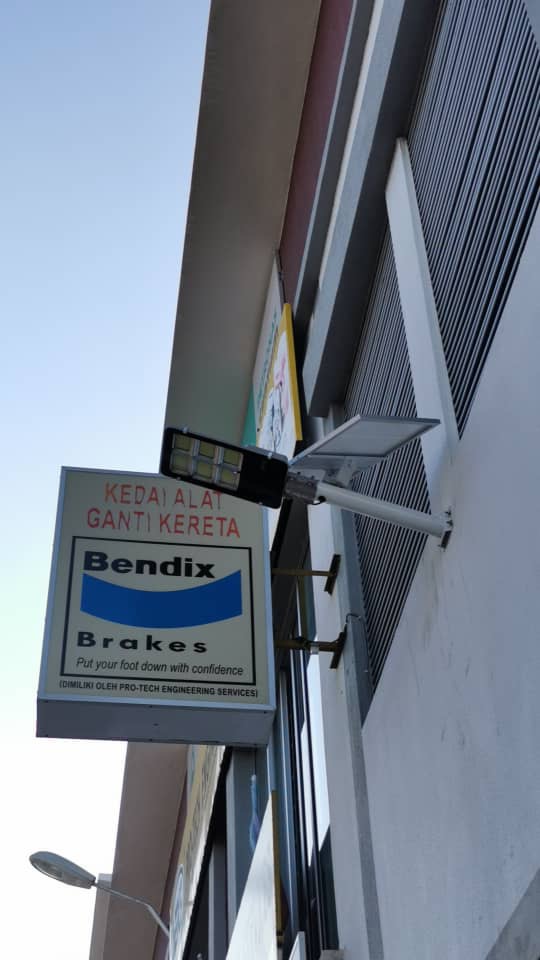 KEDAI ALAT
GANTI KERETA
Bendix
Brakes
Put your foot down with confidence
(DIMILIKI OLEH PRO-TECH ENGINEERING SERVICES)